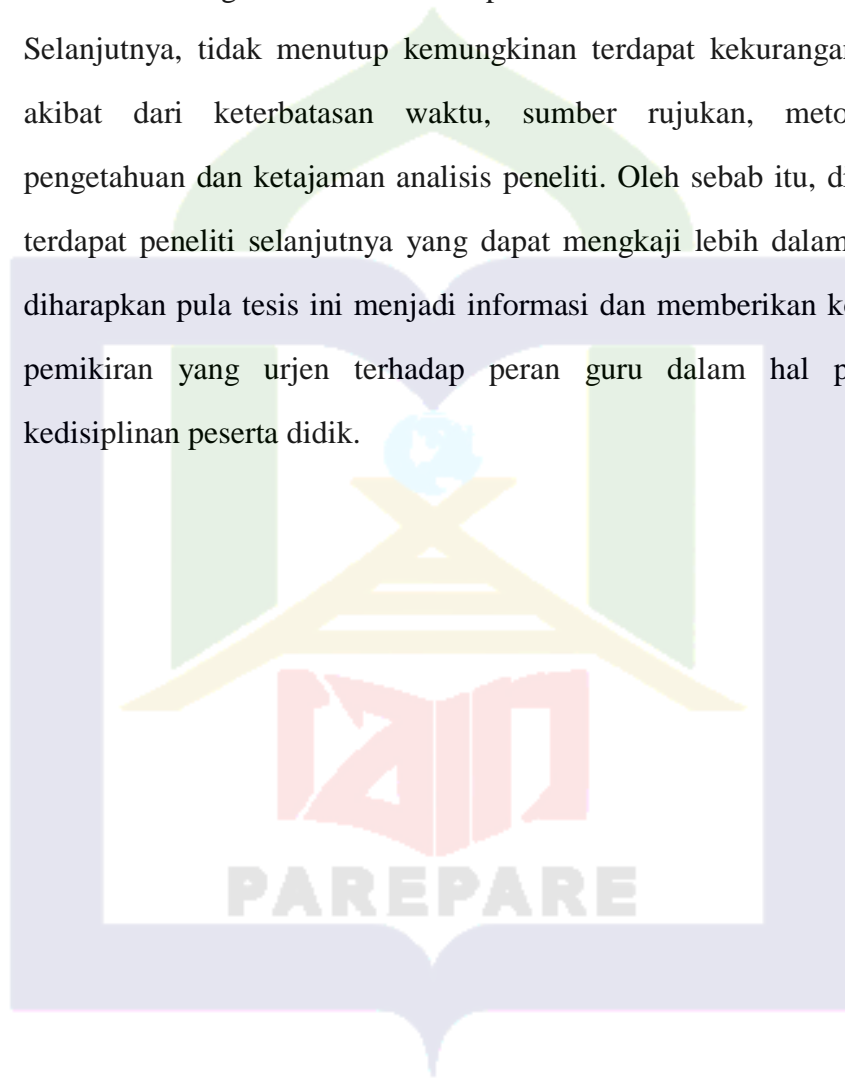 Selanjutnya, tidak menutup kemungkinan terdapat
akibat dari keterbatasan waktu, sumber rujukan,
pengetahuan dan ketajaman analisis peneliti. Oleh sebab itu,
terdapat peneliti selanjutnya yang dapat mengkaji lebih dalam
diharapkan pula tesis ini menjadi informasi dan memberikan
pemikiran yang urjen terhadap peran guru dalam hal
kedisiplinan peserta didik.
iain
PAREPARE